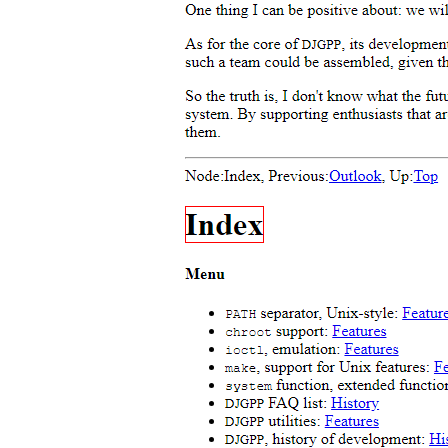 One thing I can be positive about: we wil
As for the core of DJGPP, its developmen
such a team could be assembled, given th
So the truth is, I don't know what the fut
system. By supporting enthusiasts that ar
them.
Node:Index, Previous:Outlook, Up:Top
Index
Menu
PATH separator, Unix-style: Feature
chroot support: Features
ioctl, emulation: Features
make, support for Unix features: Fe
system function, extended function
DJGPP FAQ list: History
DJGPP utilities: Features
DJGPP, history of development: His